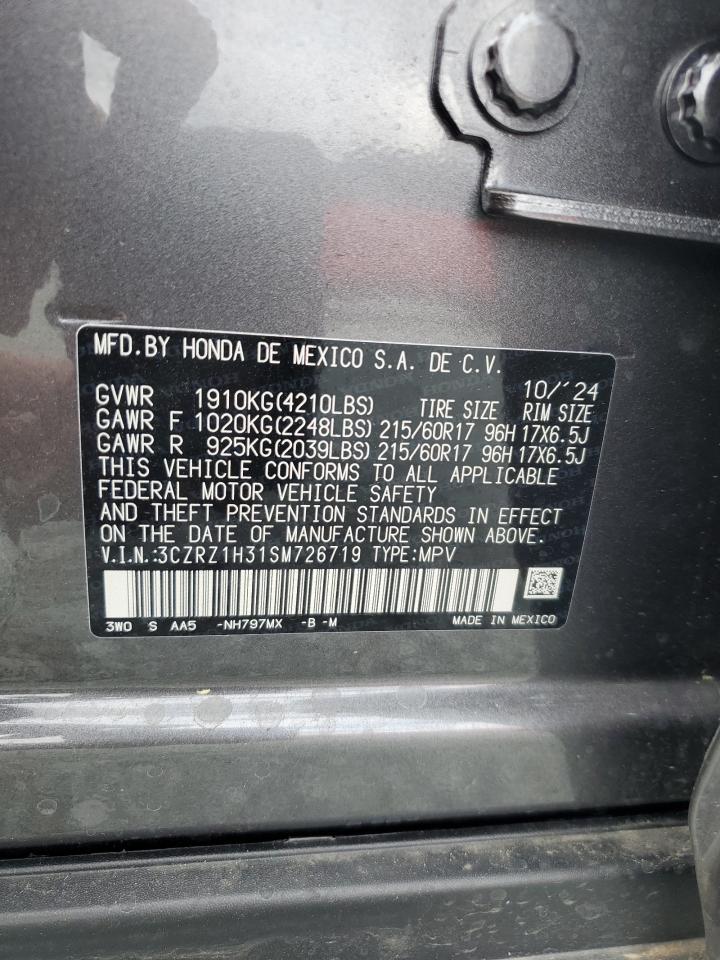 MFD.BY HONDA DE MEXICO S.A. DE C.V.
10/'24
GVWR 1910KG(4210LBS) TIRE SIZE RIM SIZE
GAWR F 1020KG(2248LBS) 215/60R17 96H 17X6.5J
GAWR R 925KG(2039LBS) 215/60R17 96H 17X6.5J
THIS VEHICLE CONFORMS TO ALL APPLICABLE
FEDERAL MOTOR VEHICLE SAFETY
AND THEFT PREVENTION STANDARDS IN EFFECT
ON THE DATE OF MANUFACTURE SHOWN ABOVE.
V.I.N.:3CZRZ1H31SM726719 TYPE:MPV
3W0 S AA5 -NH797MX -B -M MADE IN MEXICO